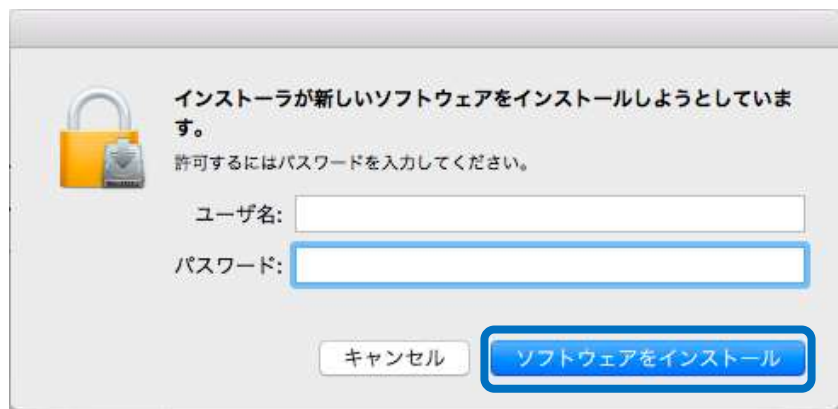 インストーラが新しいソフトウェアをインストールしようとしていま
す。
許可するにはパスワードを入力してください。
ユーザ名:
パスワード:
キャンセル ソフトウェアをインストール